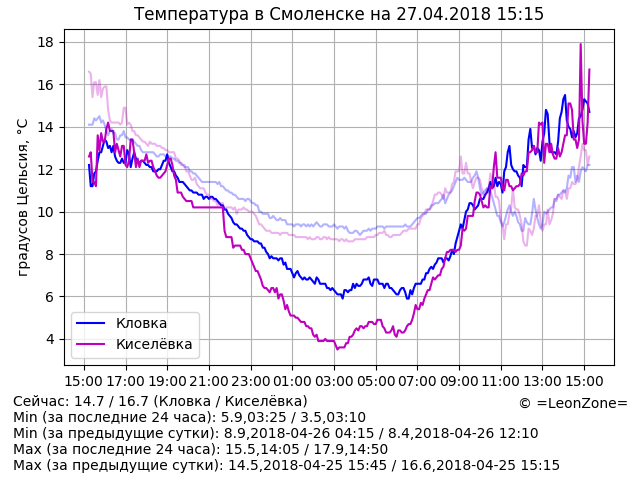 Температура в Смоленске на 27.04.2018 15:15
градусов Цельсия, °C
18
16
14
12
10
8
6
4
Кловка
Киселёвка
15:00 17:00 19:00 21:00 23:00 01:00 03:00 05:00 07:00 09:00 11:00 13:00 15:00
Сейчас: 14.7 / 16.7 (Кловка / Киселёвка)
© =LeonZone=
Min (за последние 24 часа): 5.9,03:25 / 3.5,03:10
Min (за предыдущие сутки): 8.9,2018-04-26 04:15 / 8.4,2018-04-26 12:10
Max (за последние 24 часа): 15.5,14:05 / 17.9,14:50
Max (за предыдущие сутки): 14.5,2018-04-25 15:45 / 16.6,2018-04-25 15:15